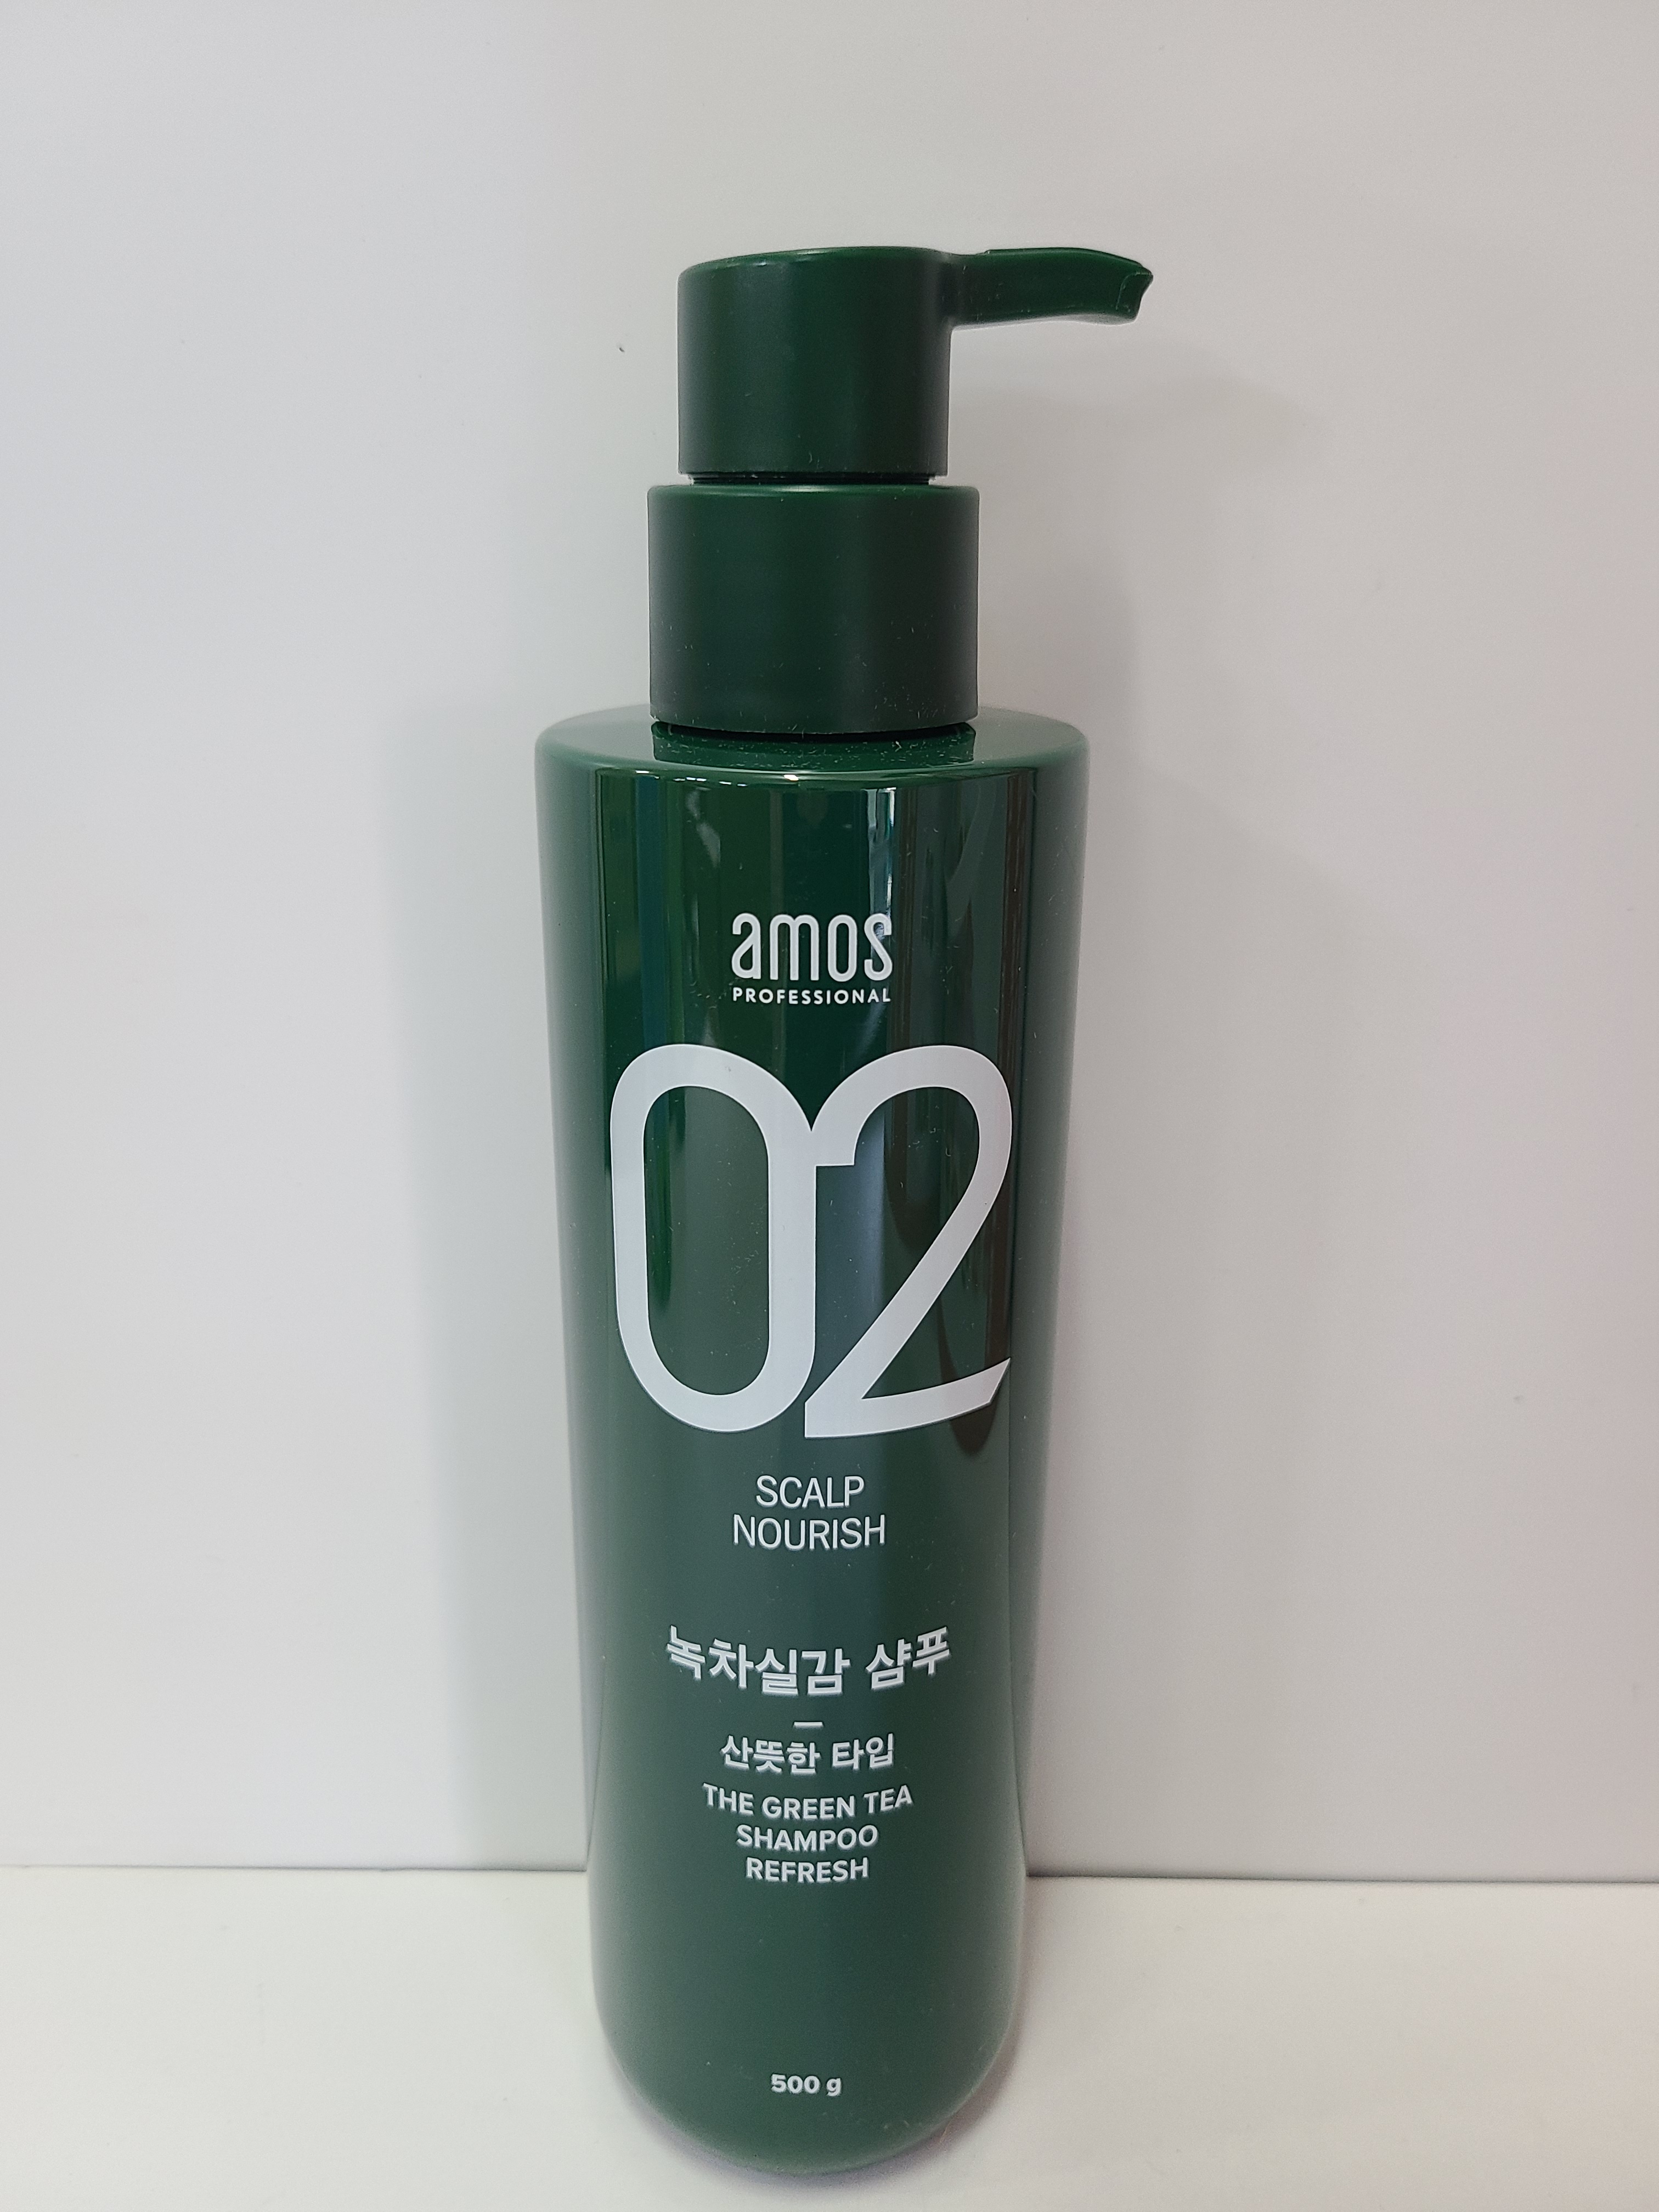 amos
PROFESSIONAL
02
SCALP
NOURISH
녹차실감 샴푸
산뜻한 타입
THE GREEN TEA
SHAMPOO
REFRESH
500 g